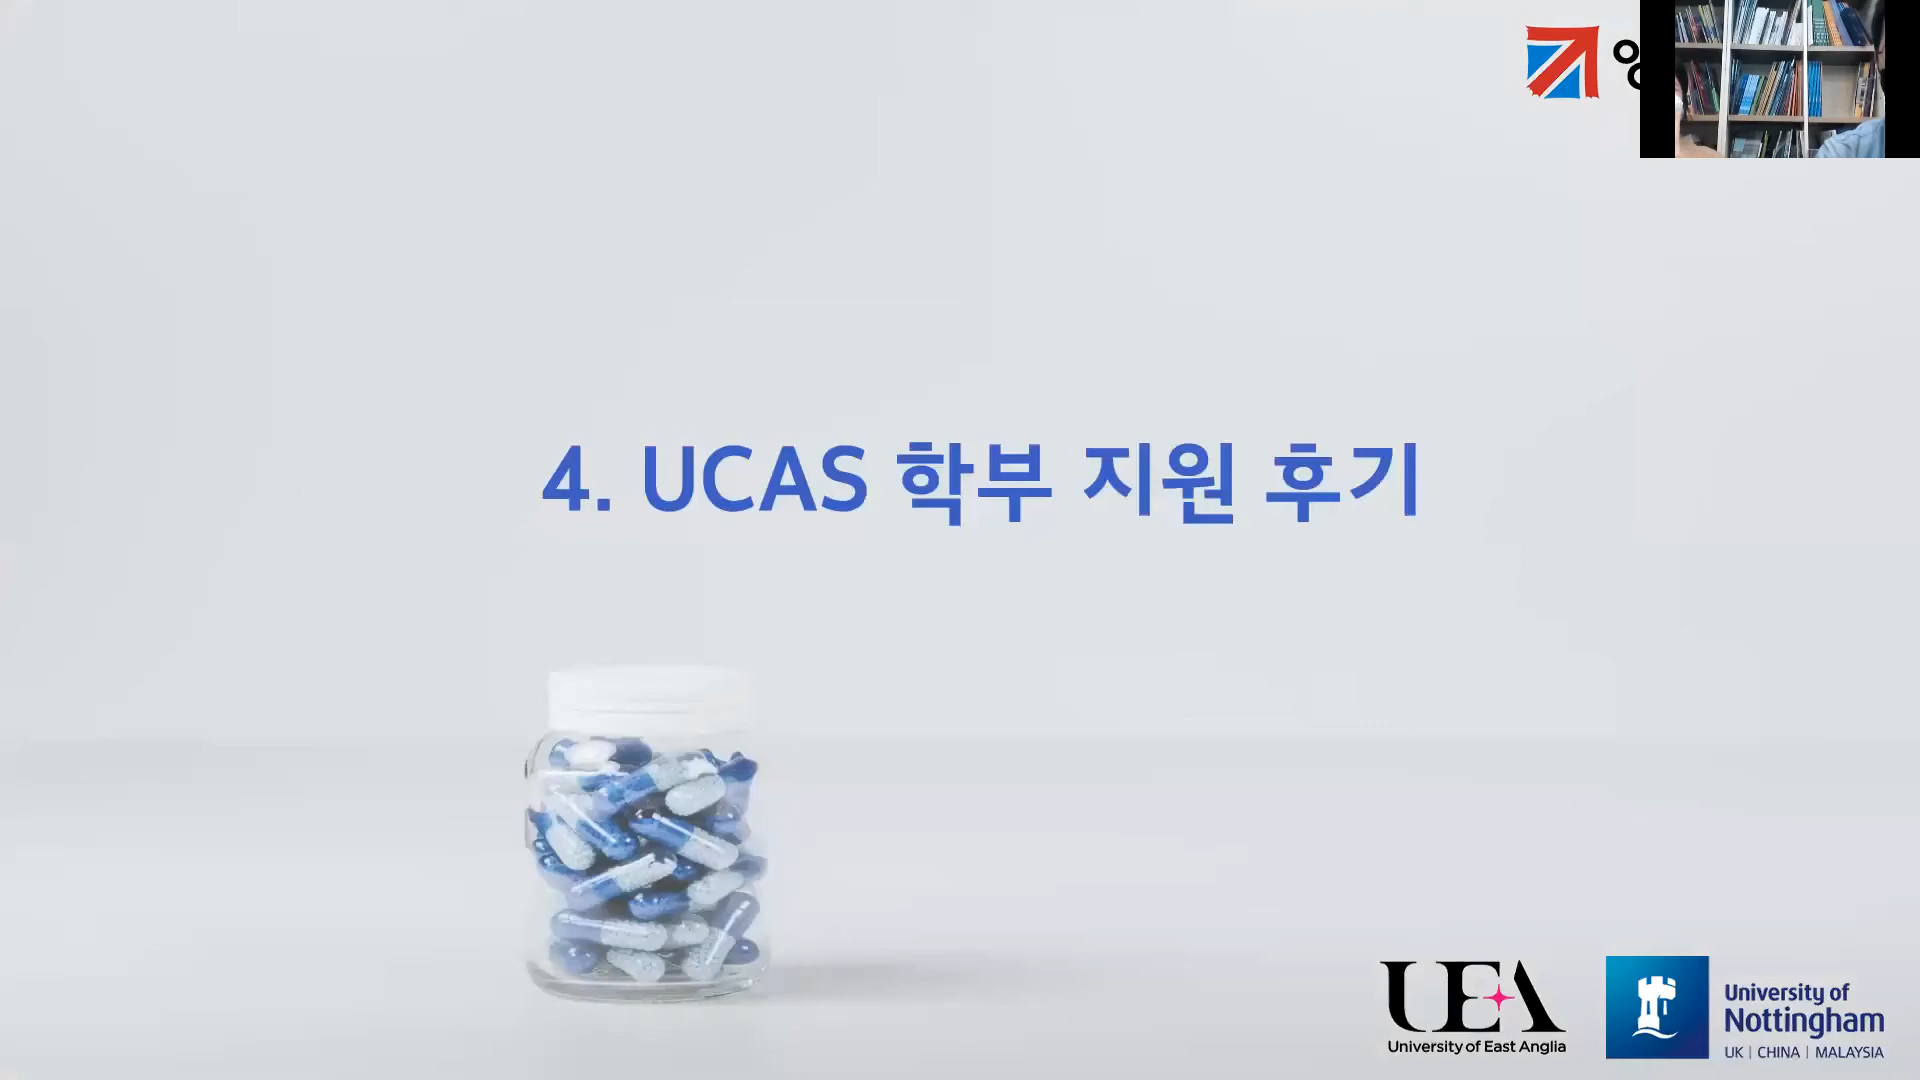 4. UCAS 학부 지원 후기
UEA
University of East Anglia
University of
Nottingham
UK | CHINA | MALAYSIA